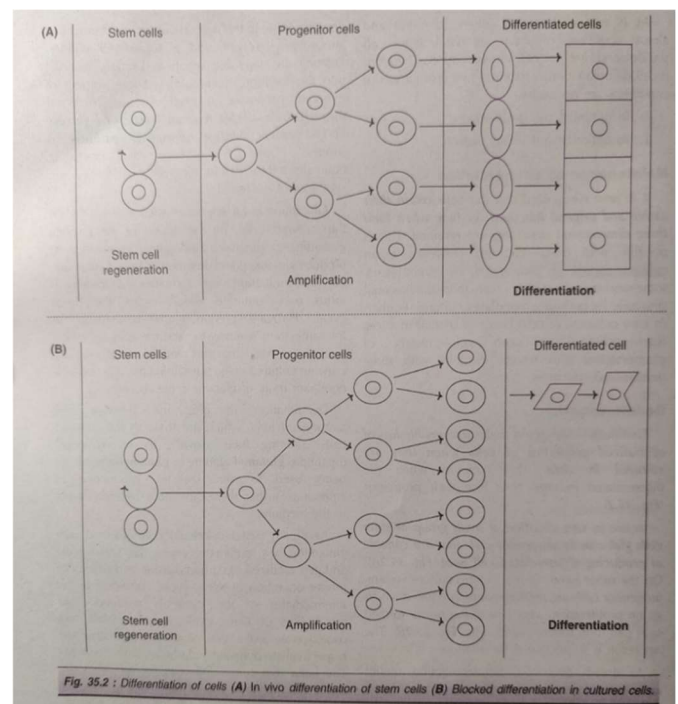 (A)
Stem cells
Progenitor cells
Differentiated cells
Stem cell
regeneration
Amplification
Differentiation
(B)
Stem cells
Progenitor cells
Differentiated cell
Stem cell
regeneration
Amplification
Differentiation
Fig. 35.2 : Differentiation of cells (A) In vivo differentiation of stem cells (B) Blocked differentiation in cultured cells.